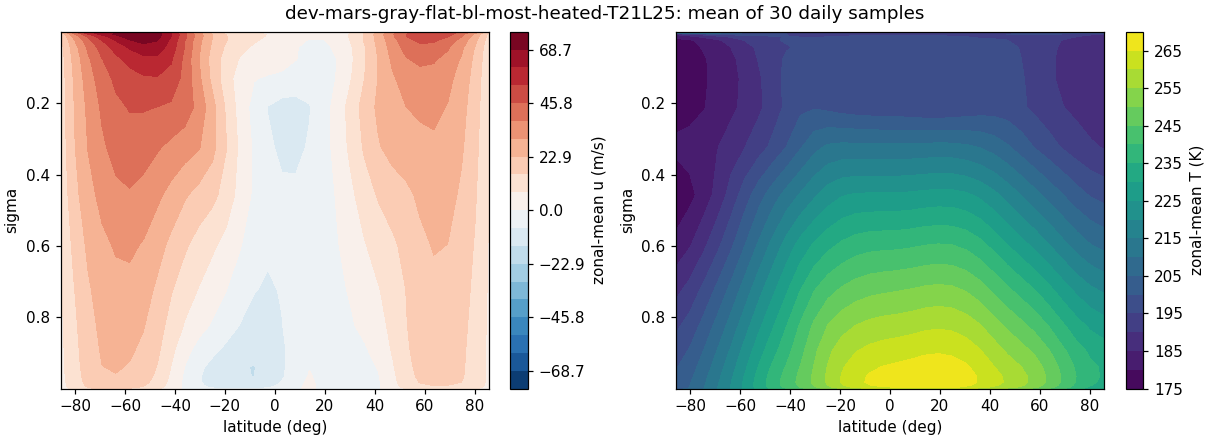 dev-mars-gray-flat-bl-most-heated-T21L25: mean of 30 daily samples
sigma
0.2
0.4
0.6
0.8
−80 −60 −40 −20 0 20 40 60 80
latitude (deg)
68.7
45.8
22.9
0.0
−22.9
−45.8
−68.7
zonal-mean u (m/s)
sigma
0.2
0.4
0.6
0.8
−80 −60 −40 −20 0 20 40 60 80
latitude (deg)
265
255
245
235
225
215
205
195
185
175
zonal-mean T (K)